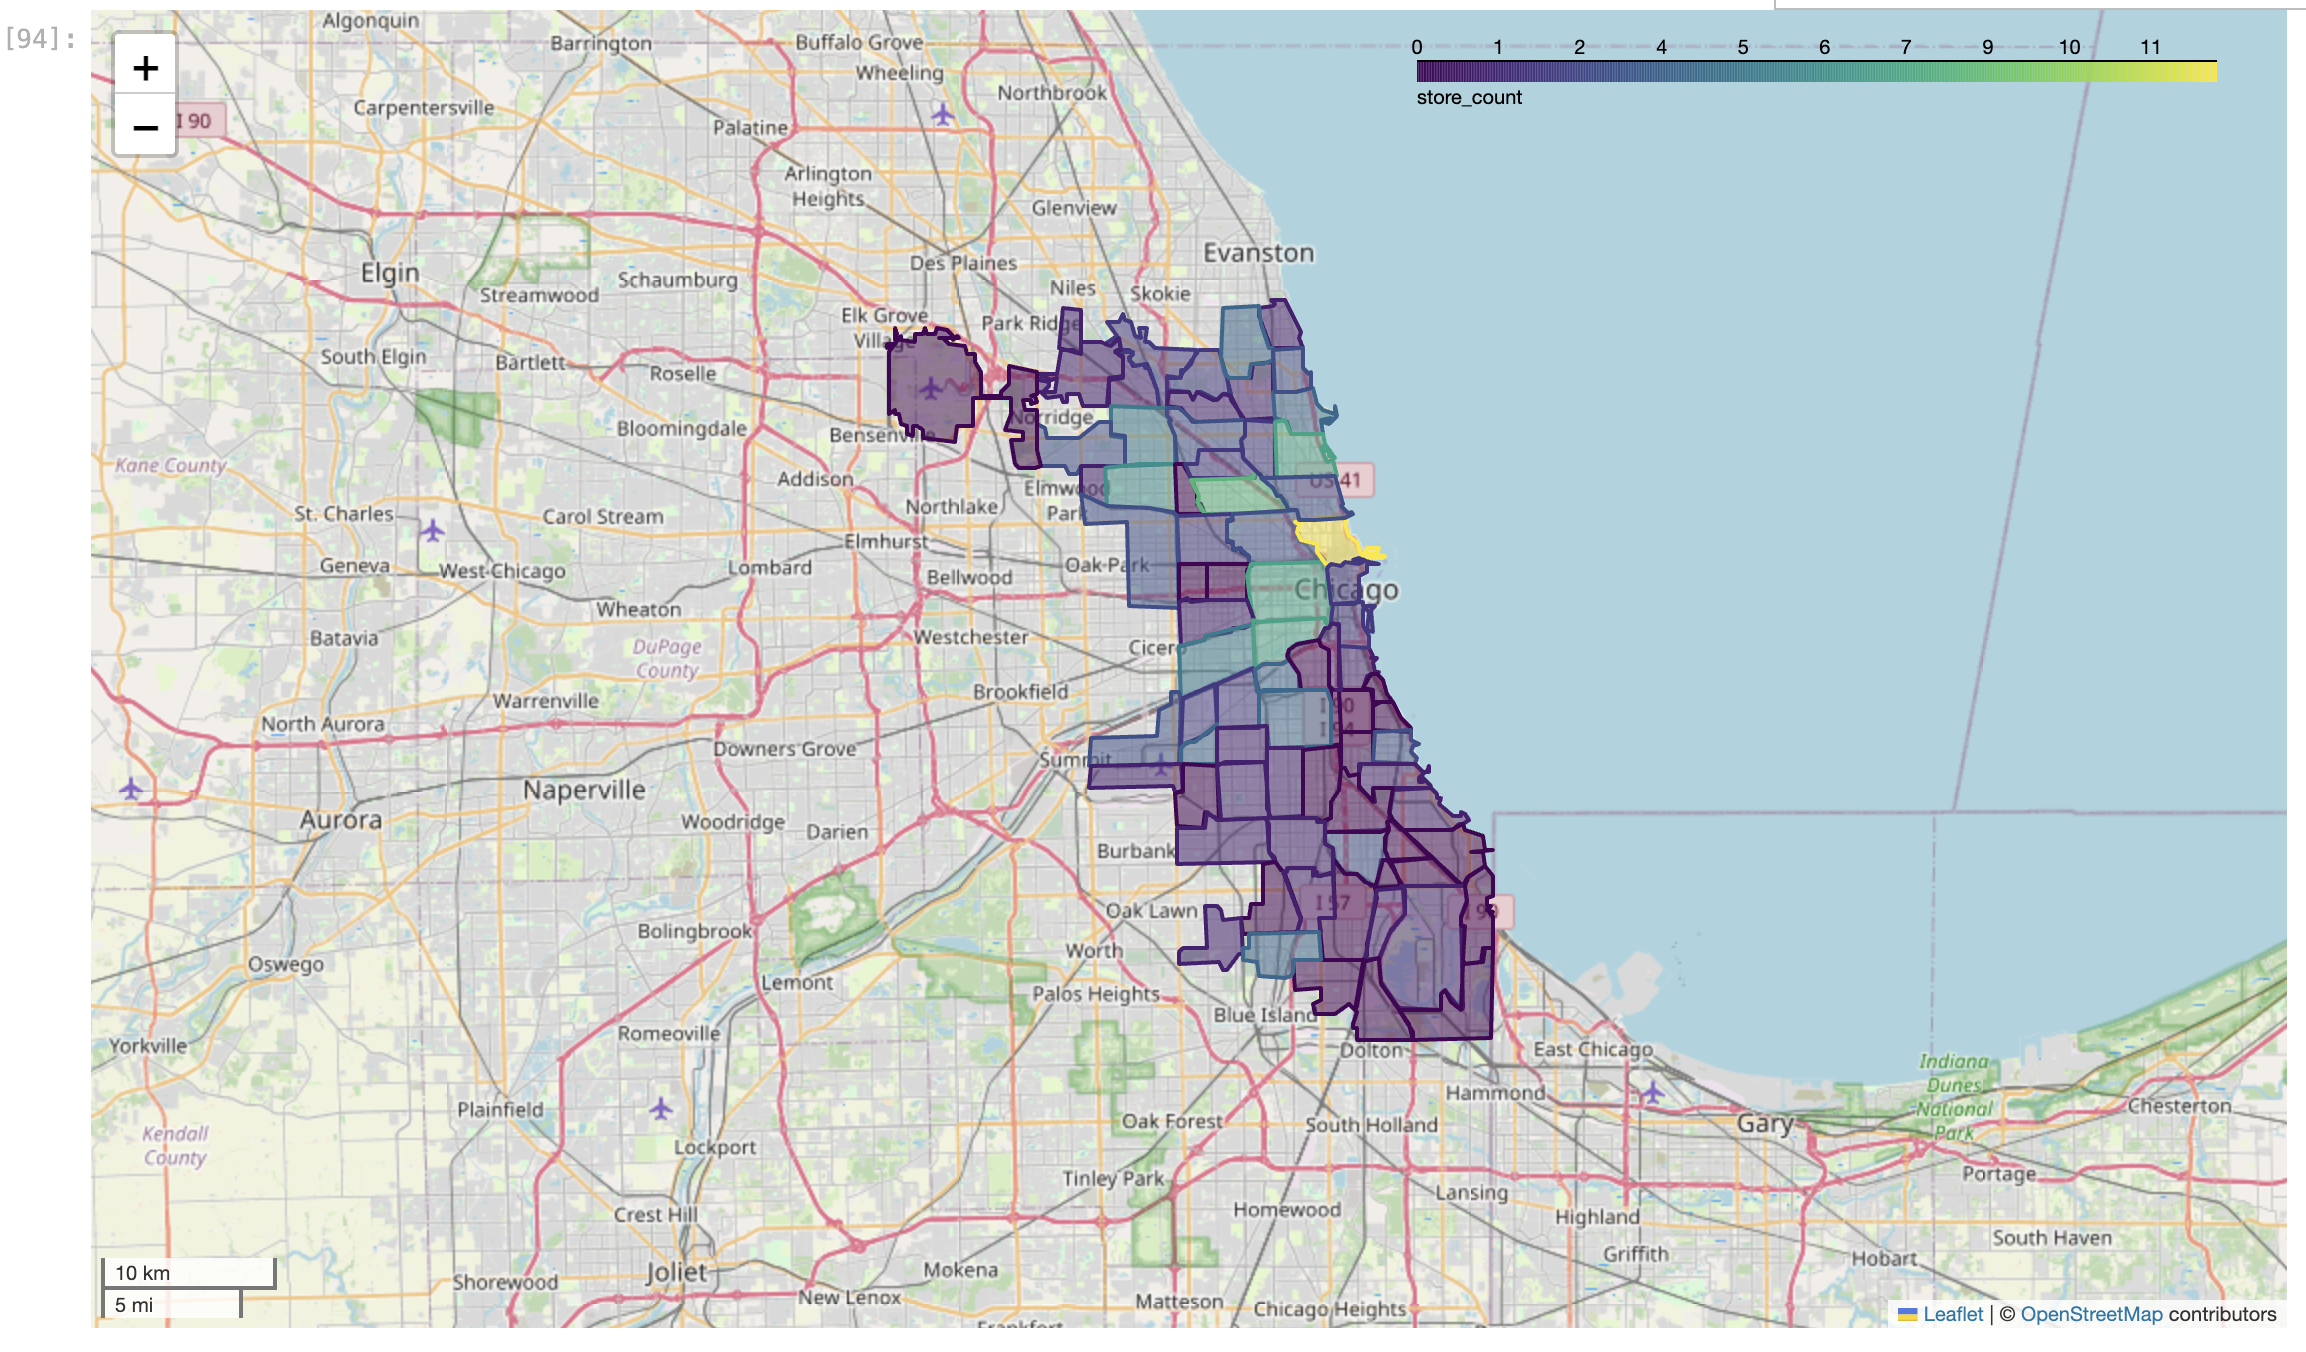 [94]:
+
−
0 1 2 4 5 6 7 9 10 11
store_count
Algonquin
Barrington
Buffalo Grove
Wheeling
Northbrook
Carpentersville
I 90
Palatine
Arlington
Heights
Glenview
Evanston
Des Plaines
Elgin
Schaumburg
Streamwood
Niles
Skokie
Elk Grove
Village
Park Ridge
South Elgin
Bartlett
Roselle
Norridge
Bloomingdale
Bensenville
Kane County
Addison
US 41
Elmwood
Park
Northlake
St. Charles
Carol Stream
Elmhurst
Geneva
West Chicago
Lombard
Oak Park
Bellwood
Chicago
Wheaton
Batavia
Westchester
DuPage
County
Cicero
Brookfield
Warrenville
I 90
I 94
North Aurora
Downers Grove
Summit
Naperville
Aurora
Woodridge
Darien
Burbank
I 57
I 90
Oak Lawn
Bolingbrook
Worth
Oswego
Lemont
Palos Heights
Blue Island
Romeoville
Yorkville
Dolton
East Chicago
Indiana
Dunes
National
Park
Hammond
Chesterton
Plainfield
Gary
Oak Forest
South Holland
Kendall
County
Lockport
Tinley Park
Portage
Lansing
Homewood
Crest Hill
Highland
South Haven
Griffith
Hobart
10 km
Joliet
Mokena
Shorewood
New Lenox
Matteson
Chicago Heights
5 mi
Frankfort
Leaflet | © OpenStreetMap contributors